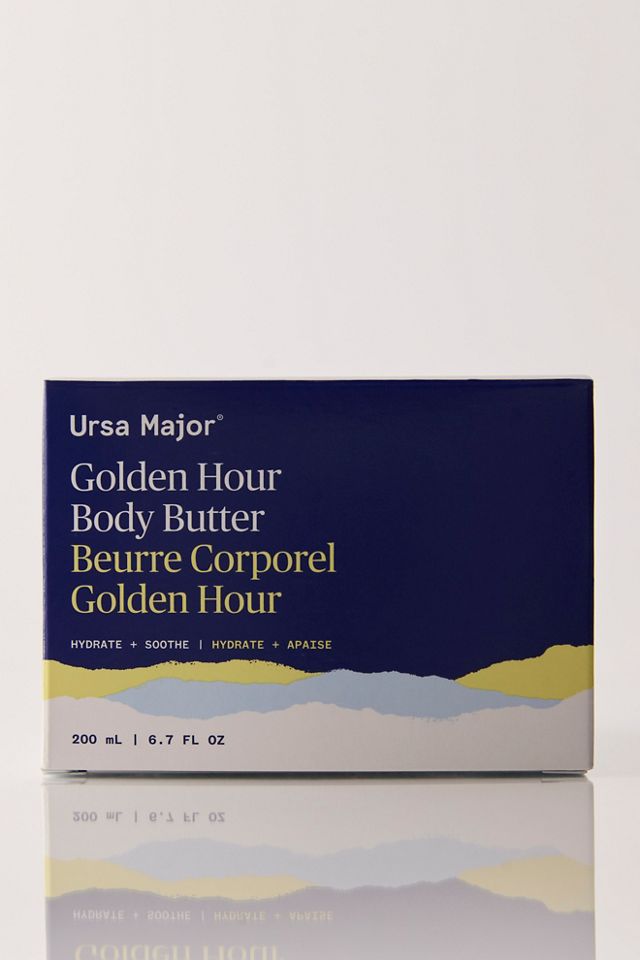 Ursa Major®
Golden Hour
Body Butter
Beurre Corporel
Golden Hour
HYDRATE + SOOTHE | HYDRATE + APAISE
200 mL | 6.7 FL OZ